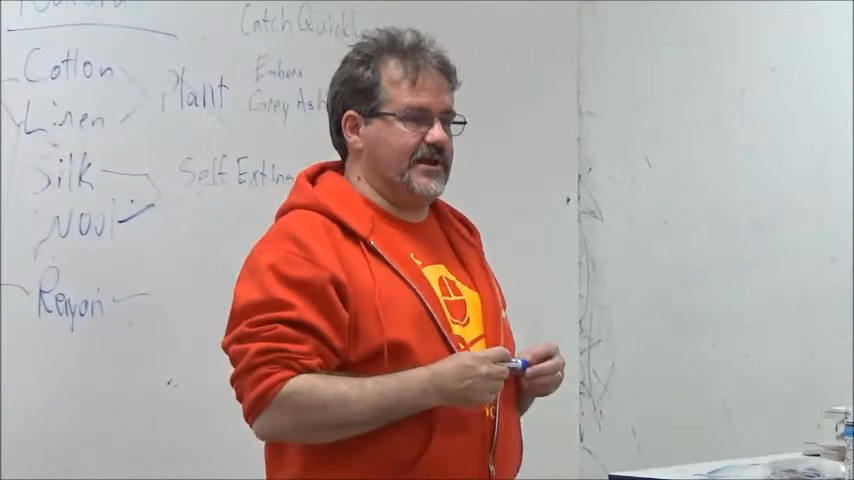 Catch Quickly
Cotton
Plant
Embers
Linen
Grey Ash
Silk
Self Extin
Wool
Rayon